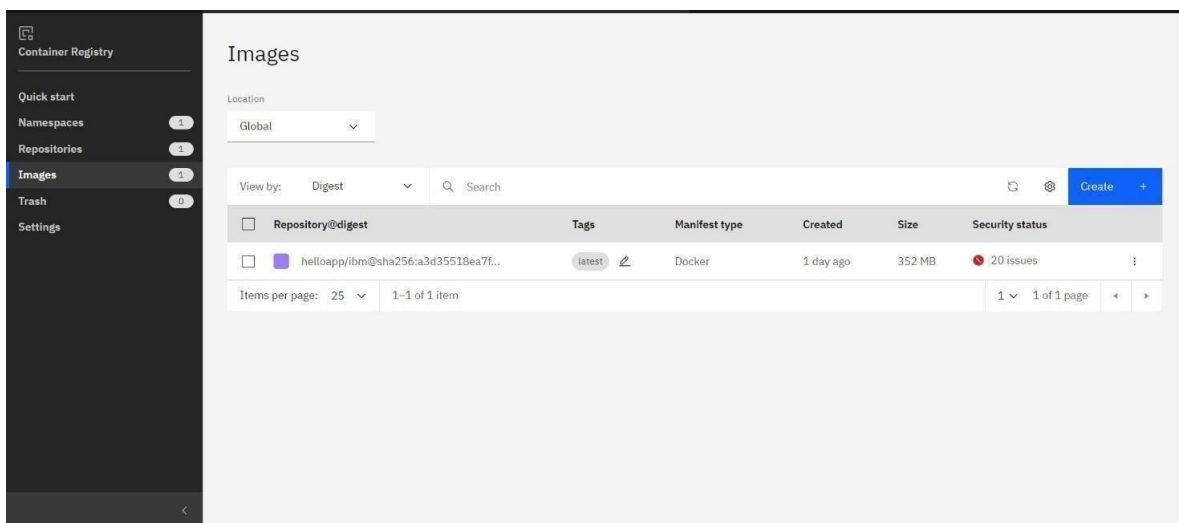 Container Registry
Quick start
Namespaces 1
Repositories 1
Images 1
Trash 0
Settings
Images
Location
Global
View by: Digest Search Create +
Repository@digest Tags Manifest type Created Size Security status
helloapp/ibm@sha256:a3d35518ea7f... latest Docker 1 day ago 352 MB 20 issues
Items per page: 25 1–1 of 1 item 1 1 of 1 page